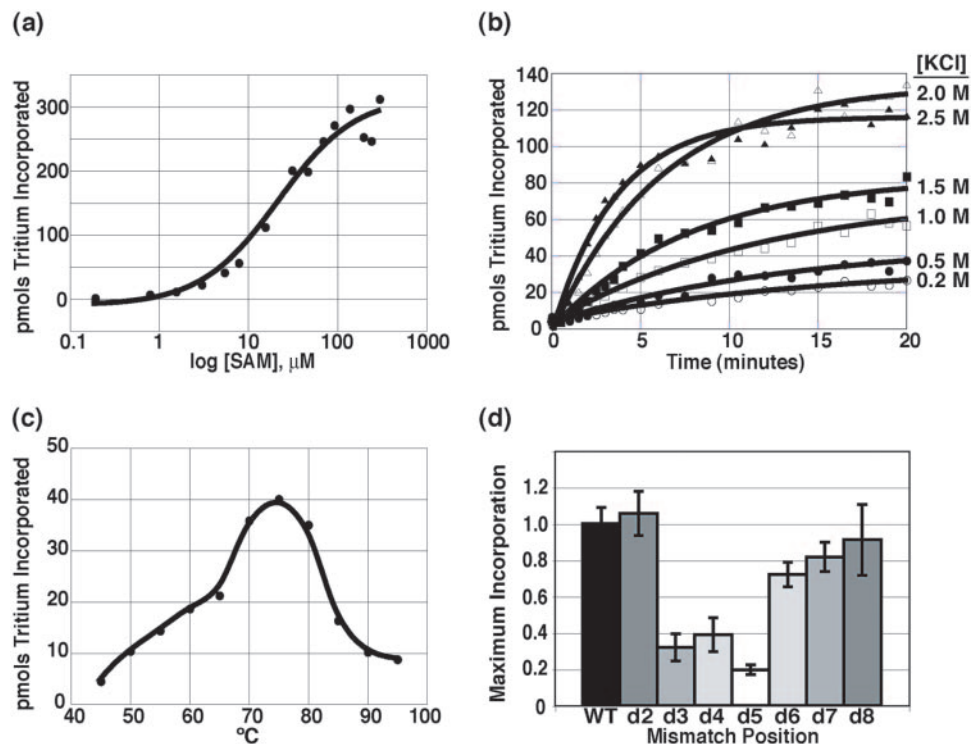 (a)
pmols Tritium Incorporated
300
200
100
0
0.1
1
10
100
1000
log [SAM], μM
(b)
pmols Tritium Incorporated
140
120
100
80
60
40
20
0
0
5
10
15
20
Time (minutes)
[KCl]
2.0 M
2.5 M
1.5 M
1.0 M
0.5 M
0.2 M
(c)
pmols Tritium Incorporated
50
40
30
20
10
0
40
50
60
70
80
90
100
ºC
(d)
Maximum Incorporation
1.2
1.0
0.8
0.6
0.4
0.2
0
WT d2 d3 d4 d5 d6 d7 d8
Mismatch Position